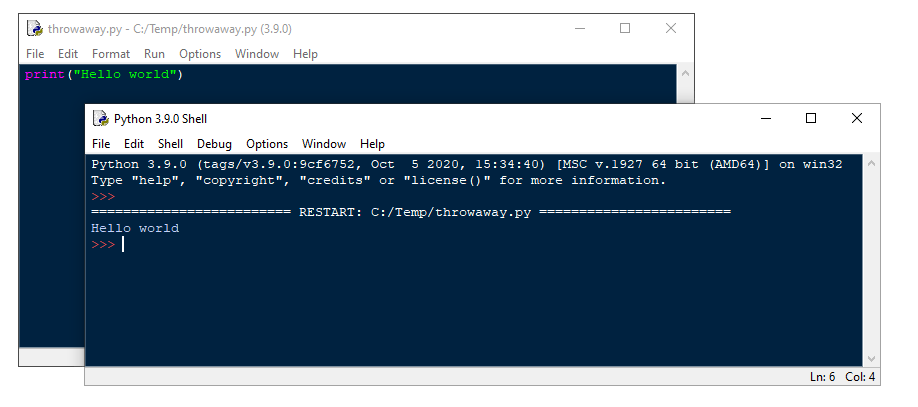 throwaway.py - C:/Temp/throwaway.py (3.9.0)
File Edit Format Run Options Window Help
print("Hello world")
Python 3.9.0 Shell
File Edit Shell Debug Options Window Help
Python 3.9.0 (tags/v3.9.0:9cf6752, Oct  5 2020, 15:34:40) [MSC v.1927 64 bit (AMD64)] on win32
Type "help", "copyright", "credits" or "license()" for more information.
>>>
========================= RESTART: C:/Temp/throwaway.py ========================
Hello world
>>>
Ln: 6 Col: 4